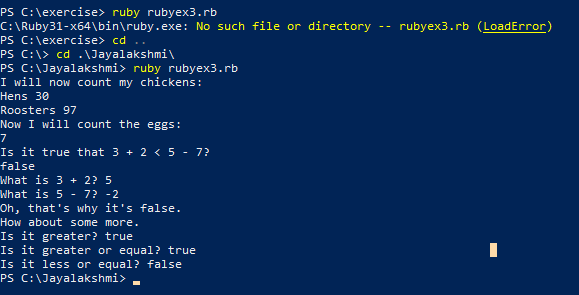 PS C:\exercise> ruby rubyex3.rb
C:\Ruby31-x64\bin\ruby.exe: No such file or directory -- rubyex3.rb (LoadError)
PS C:\exercise> cd ..
PS C:\> cd .\Jayalakshmi\
PS C:\Jayalakshmi> ruby rubyex3.rb
I will now count my chickens:
Hens 30
Roosters 97
Now I will count the eggs:
7
Is it true that 3 + 2 < 5 - 7?
false
What is 3 + 2? 5
What is 5 - 7? -2
Oh, that's why it's false.
How about some more.
Is it greater? true
Is it greater or equal? true
Is it less or equal? false
PS C:\Jayalakshmi>